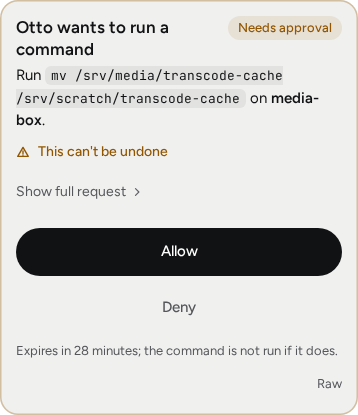 Otto wants to run a
command
Needs approval
Run mv /srv/media/transcode-cache
/srv/scratch/transcode-cache on media-
box.
This can't be undone
Show full request
Allow
Deny
Expires in 28 minutes; the command is not run if it does.
Raw